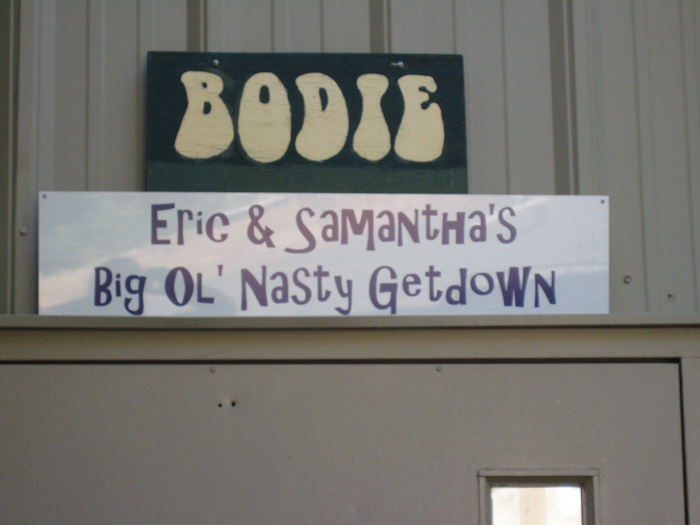 BODIE
Eric & Samantha's
Big Ol' Nasty Getdown